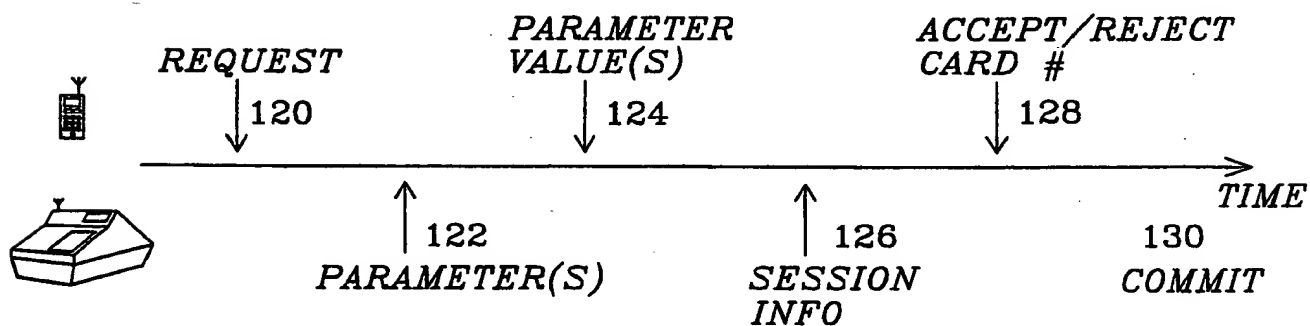 REQUEST
120
PARAMETER
VALUE(S)
124
ACCEPT/REJECT
CARD #
128
TIME
122
PARAMETER(S)
126
SESSION
INFO
130
COMMIT